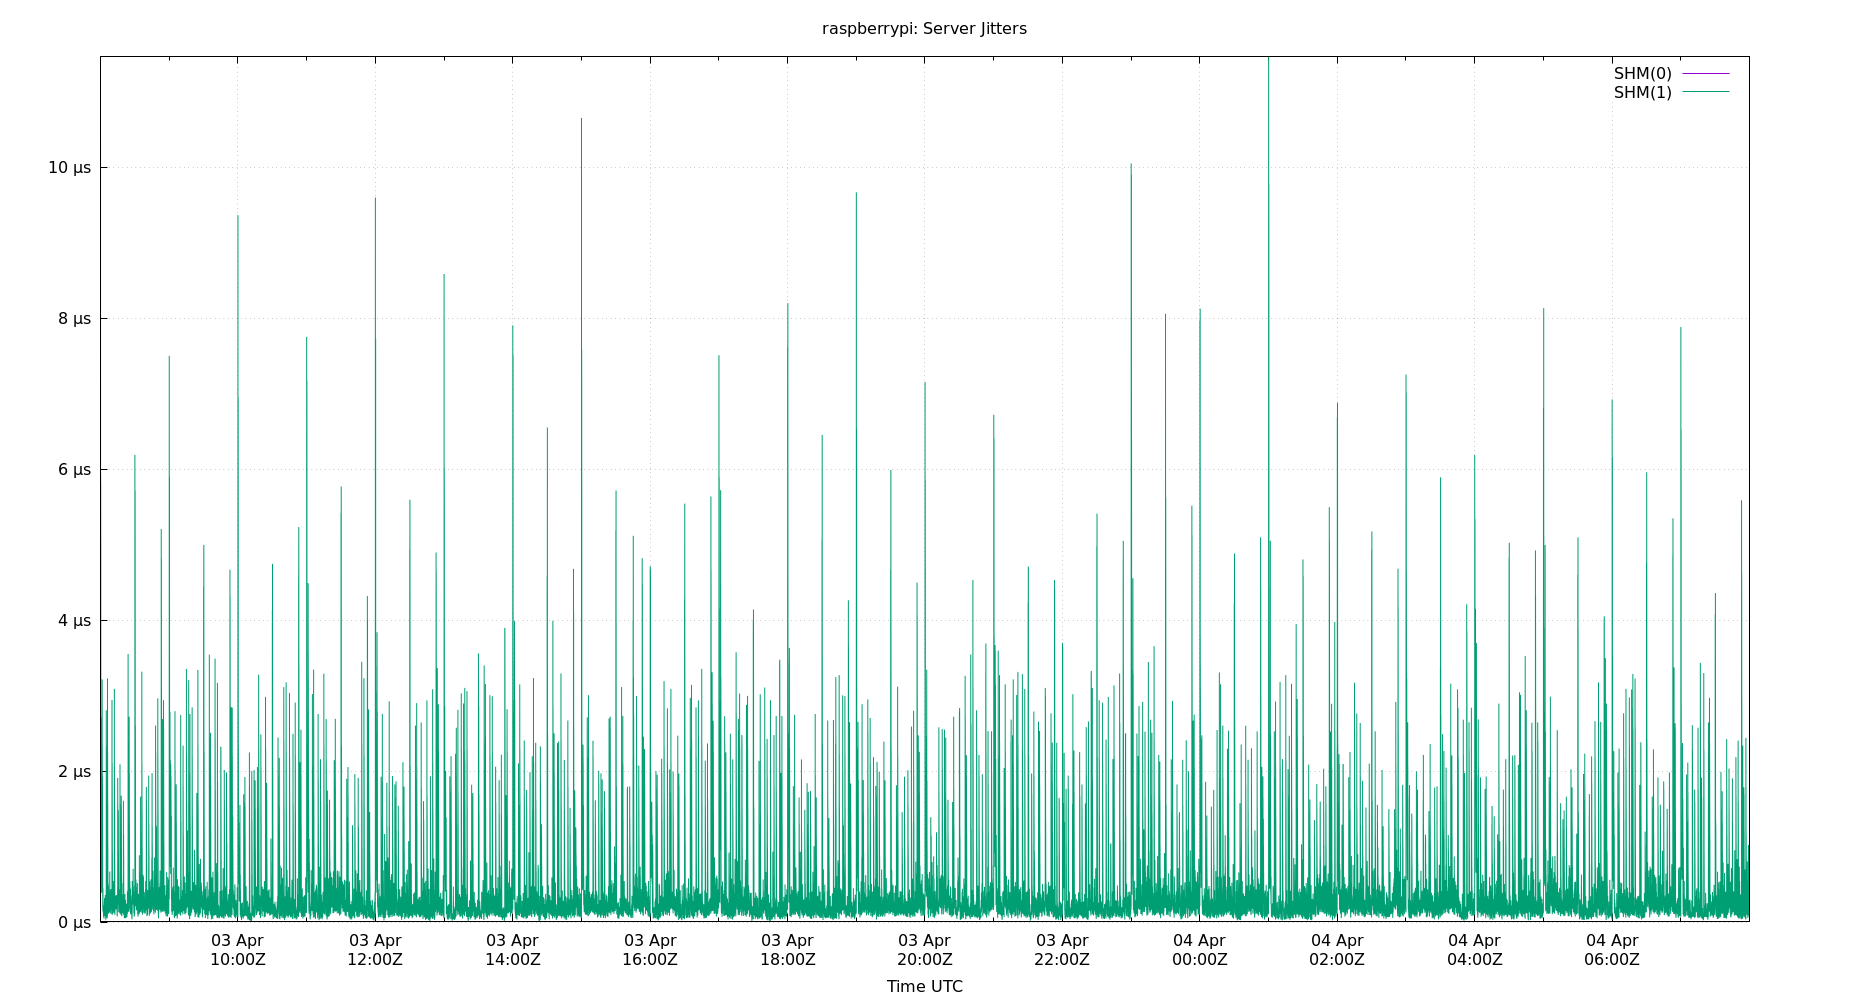 raspberrypi: Server Jitters
SHM(0)
SHM(1)
10 µs
8 µs
6 µs
4 µs
2 µs
0 µs
03 Apr 03 Apr 03 Apr 03 Apr 03 Apr 03 Apr 03 Apr 04 Apr 04 Apr 04 Apr 04 Apr
10:00Z 12:00Z 14:00Z 16:00Z 18:00Z 20:00Z 22:00Z 00:00Z 02:00Z 04:00Z 06:00Z
Time UTC